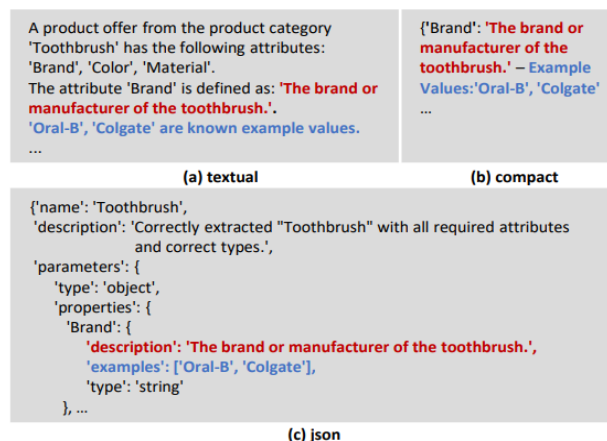 A product offer from the product category
'Toothbrush' has the following attributes:
'Brand', 'Color', 'Material'.
The attribute 'Brand' is defined as: 'The brand or
manufacturer of the toothbrush.'.
'Oral-B', 'Colgate' are known example values.
...
(a) textual
{'Brand': 'The brand or
manufacturer of the
toothbrush.' – Example
Values:'Oral-B', 'Colgate'
...
(b) compact
{'name': 'Toothbrush',
'description': 'Correctly extracted "Toothbrush" with all required attributes
and correct types.',
'parameters': {
'type': 'object',
'properties': {
'Brand': {
'description': 'The brand or manufacturer of the toothbrush.',
'examples': ['Oral-B', 'Colgate'],
'type': 'string'
}, ...
(c) json